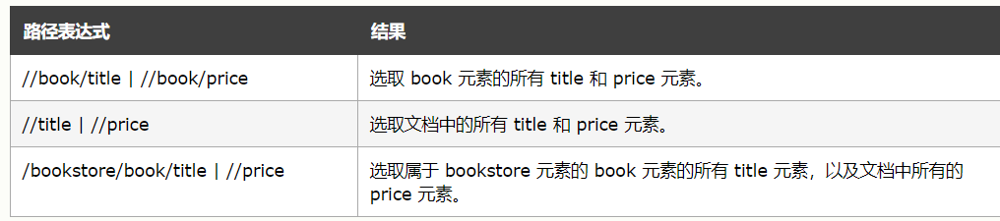 路径表达式 结果
//book/title | //book/price 选取 book 元素的所有 title 和 price 元素。
//title | //price 选取文档中的所有 title 和 price 元素。
/bookstore/book/title | //price 选取属于 bookstore 元素的 book 元素的所有 title 元素，以及文档中所有的
price 元素。